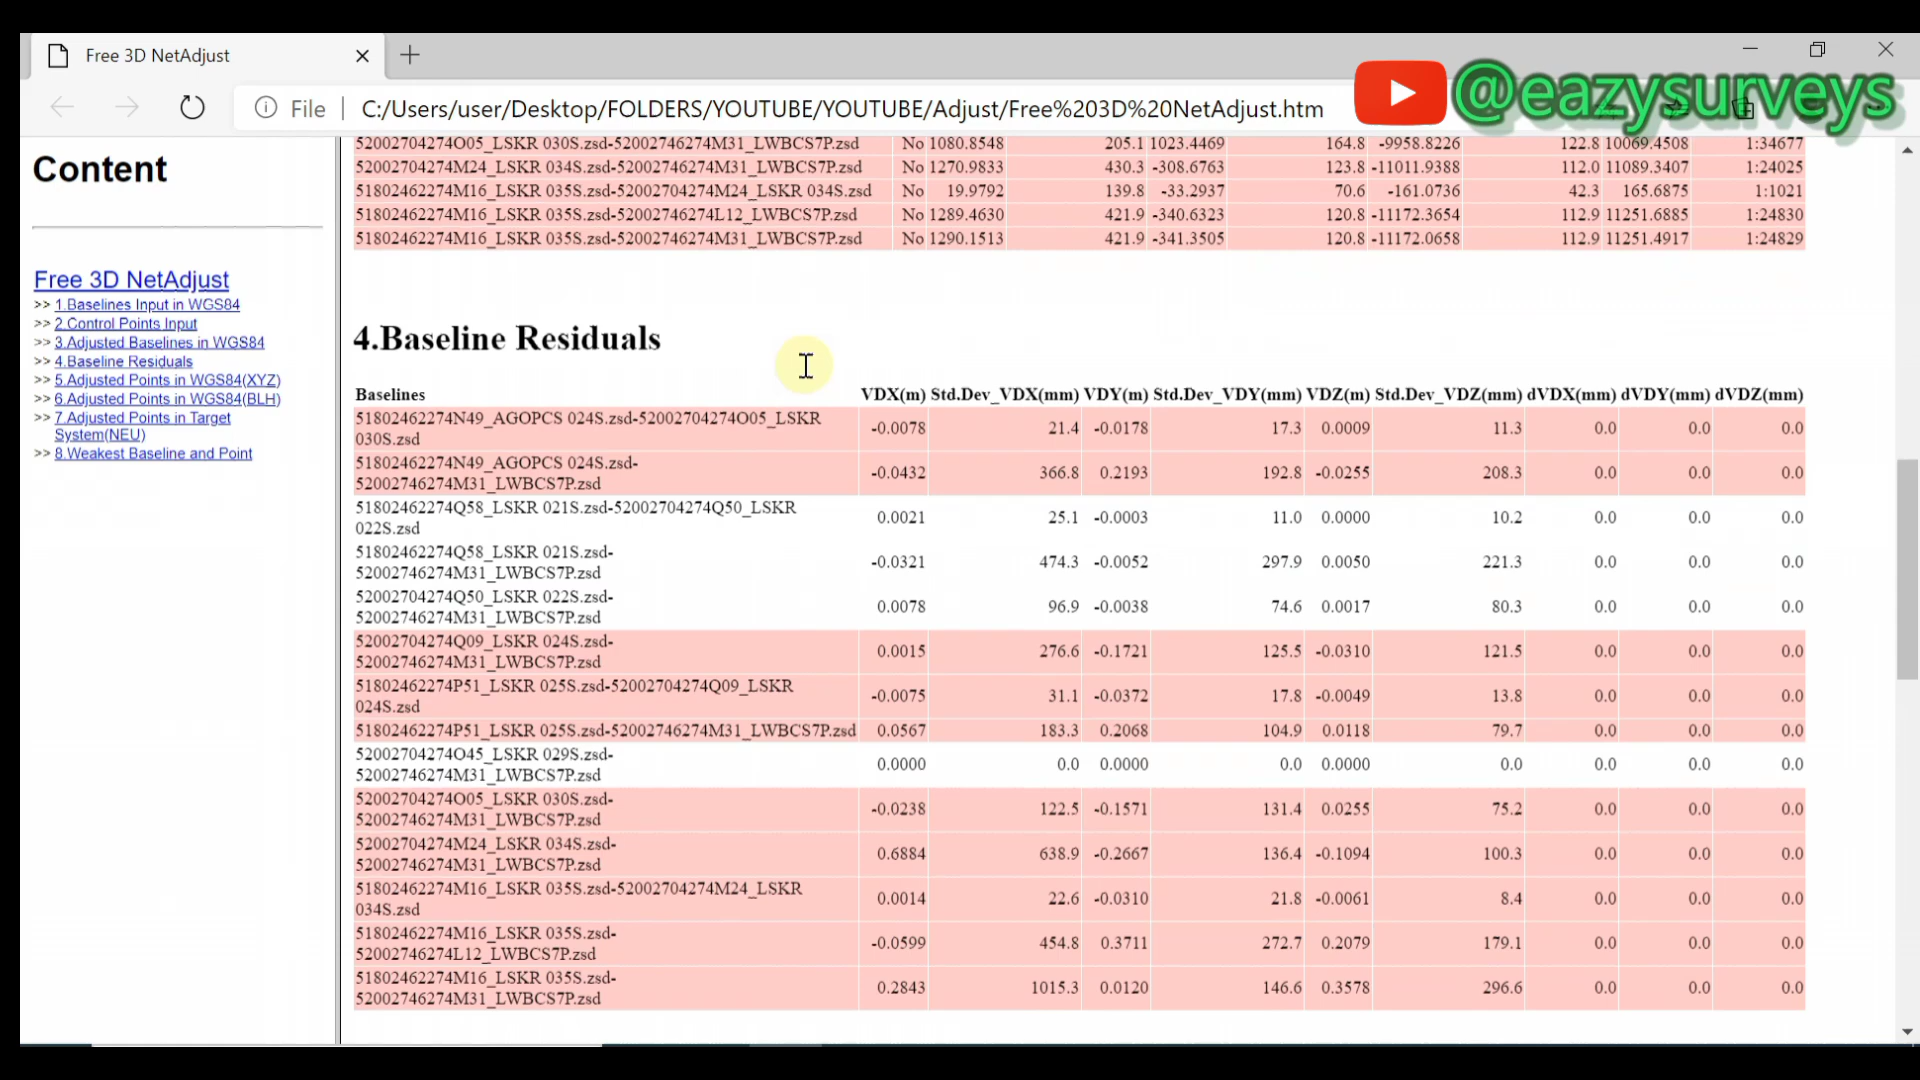 Free 3D NetAdjust
@eazysurveys
File
C:/Users/user/Desktop/FOLDERS/YOUTUBE/YOUTUBE/Adjust/Free%203D%20NetAdjust.htm
Content
Free 3D NetAdjust
>> 1.Baselines Input in WGS84
>> 2.Control Points Input
>> 3.Adjusted Baselines in WGS84
>> 4.Baseline Residuals
>> 5.Adjusted Points in WGS84(XYZ)
>> 6.Adjusted Points in WGS84(BLH)
>> 7.Adjusted Points in Target
System(NEU)
>> 8.Weakest Baseline and Point
52002704274O05_LSKR 030S.zsd-52002746274M31_LWBCS7P.zsd No 1080.8548 205.1 1023.4469 164.8 -9958.8226 122.8 10069.4508 1:34677
52002704274M24_LSKR 034S.zsd-52002746274M31_LWBCS7P.zsd No 1270.9833 430.3 -308.6763 123.8 -11011.9388 112.0 11089.3407 1:24025
51802462274M16_LSKR 035S.zsd-52002704274M24_LSKR 034S.zsd No 19.9792 139.8 -33.2937 70.6 -161.0736 42.3 165.6875 1:1021
51802462274M16_LSKR 035S.zsd-52002746274L12_LWBCS7P.zsd No 1289.4630 421.9 -340.6323 120.8 -11172.3654 112.9 11251.6885 1:24830
51802462274M16_LSKR 035S.zsd-52002746274M31_LWBCS7P.zsd No 1290.1513 421.9 -341.3505 120.8 -11172.0658 112.9 11251.4917 1:24829
4.Baseline Residuals
Baselines VDX(m) Std.Dev_VDX(mm) VDY(m) Std.Dev_VDY(mm) VDZ(m) Std.Dev_VDZ(mm) dVDX(mm) dVDY(mm) dVDZ(mm)
51802462274N49_AGOPCS 024S.zsd-52002704274O05_LSKR
030S.zsd -0.0078 21.4 -0.0178 17.3 0.0009 11.3 0.0 0.0 0.0
51802462274N49_AGOPCS 024S.zsd-
52002746274M31_LWBCS7P.zsd -0.0432 366.8 0.2193 192.8 -0.0255 208.3 0.0 0.0 0.0
51802462274Q58_LSKR 021S.zsd-52002704274Q50_LSKR
022S.zsd 0.0021 25.1 -0.0003 11.0 0.0000 10.2 0.0 0.0 0.0
51802462274Q58_LSKR 021S.zsd-
52002746274M31_LWBCS7P.zsd -0.0321 474.3 -0.0052 297.9 0.0050 221.3 0.0 0.0 0.0
52002704274Q50_LSKR 022S.zsd-
52002746274M31_LWBCS7P.zsd 0.0078 96.9 -0.0038 74.6 0.0017 80.3 0.0 0.0 0.0
52002704274Q09_LSKR 024S.zsd-
52002746274M31_LWBCS7P.zsd 0.0015 276.6 -0.1721 125.5 -0.0310 121.5 0.0 0.0 0.0
51802462274P51_LSKR 025S.zsd-52002704274Q09_LSKR
024S.zsd -0.0075 31.1 -0.0372 17.8 -0.0049 13.8 0.0 0.0 0.0
51802462274P51_LSKR 025S.zsd-52002746274M31_LWBCS7P.zsd 0.0567 183.3 0.2068 104.9 0.0118 79.7 0.0 0.0 0.0
52002704274O45_LSKR 029S.zsd-
52002746274M31_LWBCS7P.zsd 0.0000 0.0 0.0000 0.0 0.0000 0.0 0.0 0.0 0.0
52002704274O05_LSKR 030S.zsd-
52002746274M31_LWBCS7P.zsd -0.0238 122.5 -0.1571 131.4 0.0255 75.2 0.0 0.0 0.0
52002704274M24_LSKR 034S.zsd-
52002746274M31_LWBCS7P.zsd 0.6884 638.9 -0.2667 136.4 -0.1094 100.3 0.0 0.0 0.0
51802462274M16_LSKR 035S.zsd-52002704274M24_LSKR
034S.zsd 0.0014 22.6 -0.0310 21.8 -0.0061 8.4 0.0 0.0 0.0
51802462274M16_LSKR 035S.zsd-
52002746274L12_LWBCS7P.zsd -0.0599 454.8 0.3711 272.7 0.2079 179.1 0.0 0.0 0.0
51802462274M16_LSKR 035S.zsd-
52002746274M31_LWBCS7P.zsd 0.2843 1015.3 0.0120 146.6 0.3578 296.6 0.0 0.0 0.0